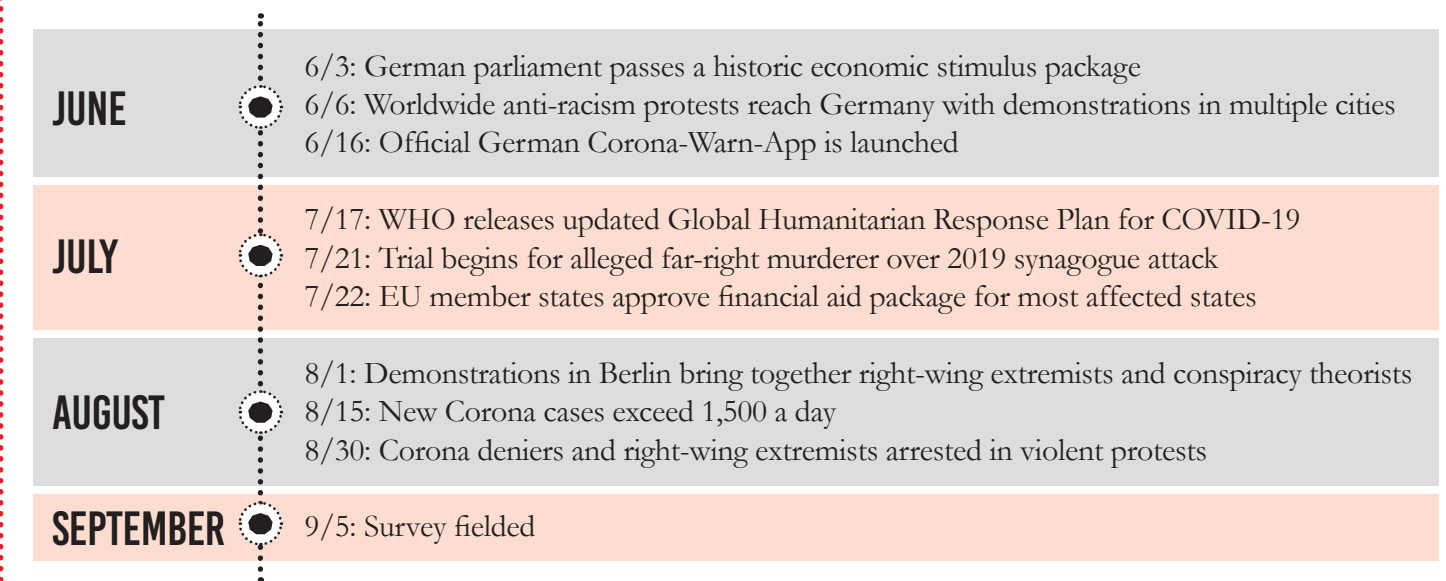 JUNE
6/3: German parliament passes a historic economic stimulus package
6/6: Worldwide anti-racism protests reach Germany with demonstrations in multiple cities
6/16: Official German Corona-Warn-App is launched
JULY
7/17: WHO releases updated Global Humanitarian Response Plan for COVID-19
7/21: Trial begins for alleged far-right murderer over 2019 synagogue attack
7/22: EU member states approve financial aid package for most affected states
AUGUST
8/1: Demonstrations in Berlin bring together right-wing extremists and conspiracy theorists
8/15: New Corona cases exceed 1,500 a day
8/30: Corona deniers and right-wing extremists arrested in violent protests
SEPTEMBER
9/5: Survey fielded